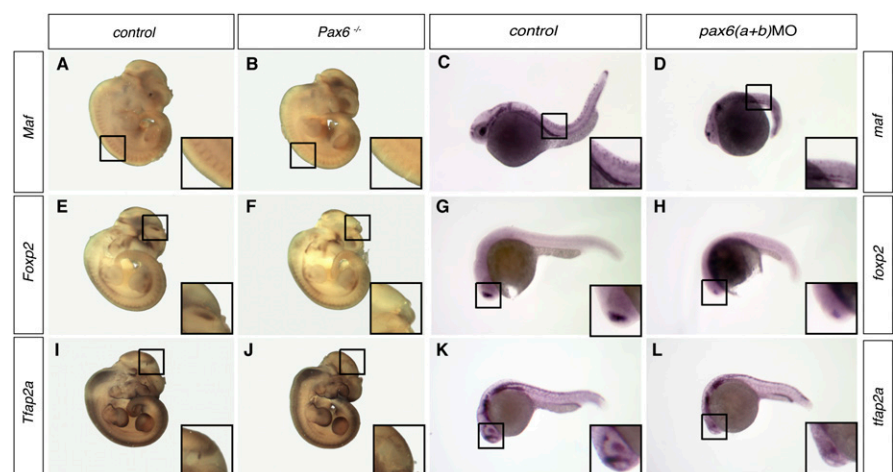 control
Pax6 -/-
control
pax6(a+b)MO
Maf
A
B
C
D
maf
Foxp2
E
F
G
H
foxp2
Tfap2a
I
J
K
L
tfap2a